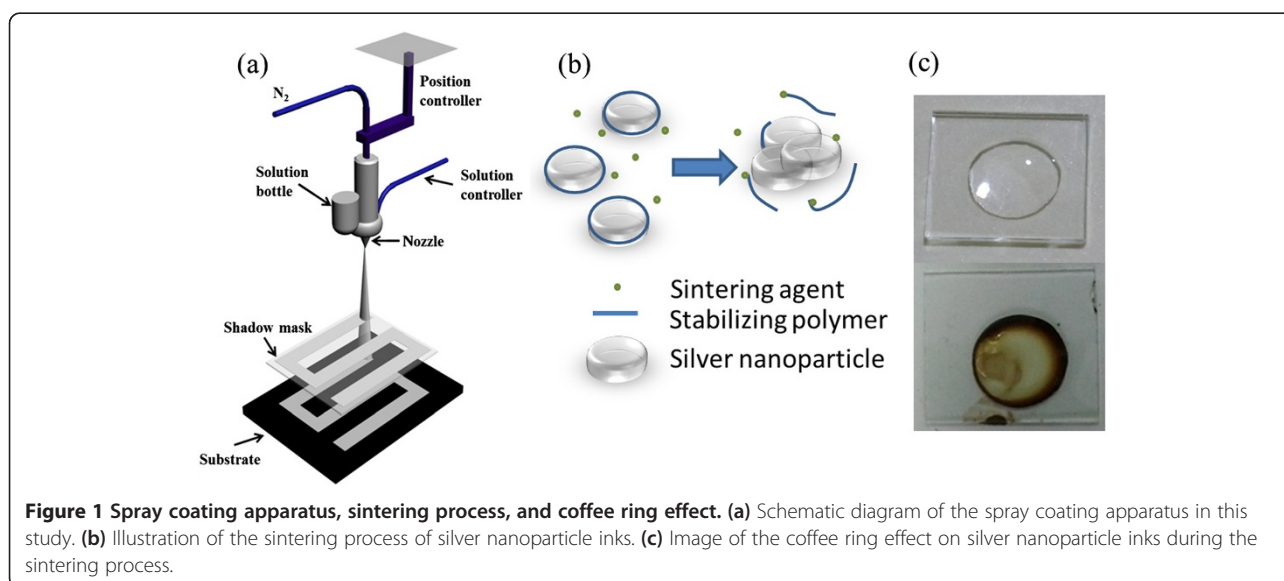 (a)
N₂
Position
controller
Solution
bottle
Solution
controller
Nozzle
Shadow mask
Substrate
(b)
Sintering agent
Stabilizing polymer
Silver nanoparticle
(c)
Figure 1 Spray coating apparatus, sintering process, and coffee ring effect. (a) Schematic diagram of the spray coating apparatus in this
study. (b) Illustration of the sintering process of silver nanoparticle inks. (c) Image of the coffee ring effect on silver nanoparticle inks during the
sintering process.